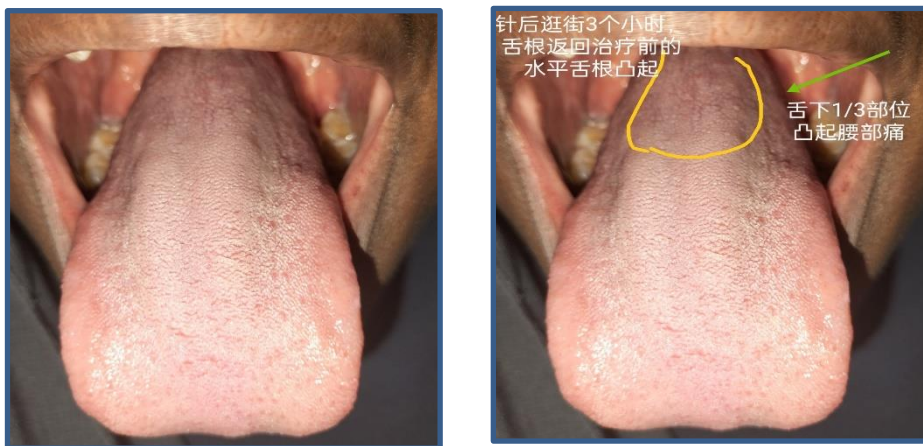 针后逛街3个小时，
舌根返回治疗前的
水平舌根凸起
舌下1/3部位
凸起腰部痛